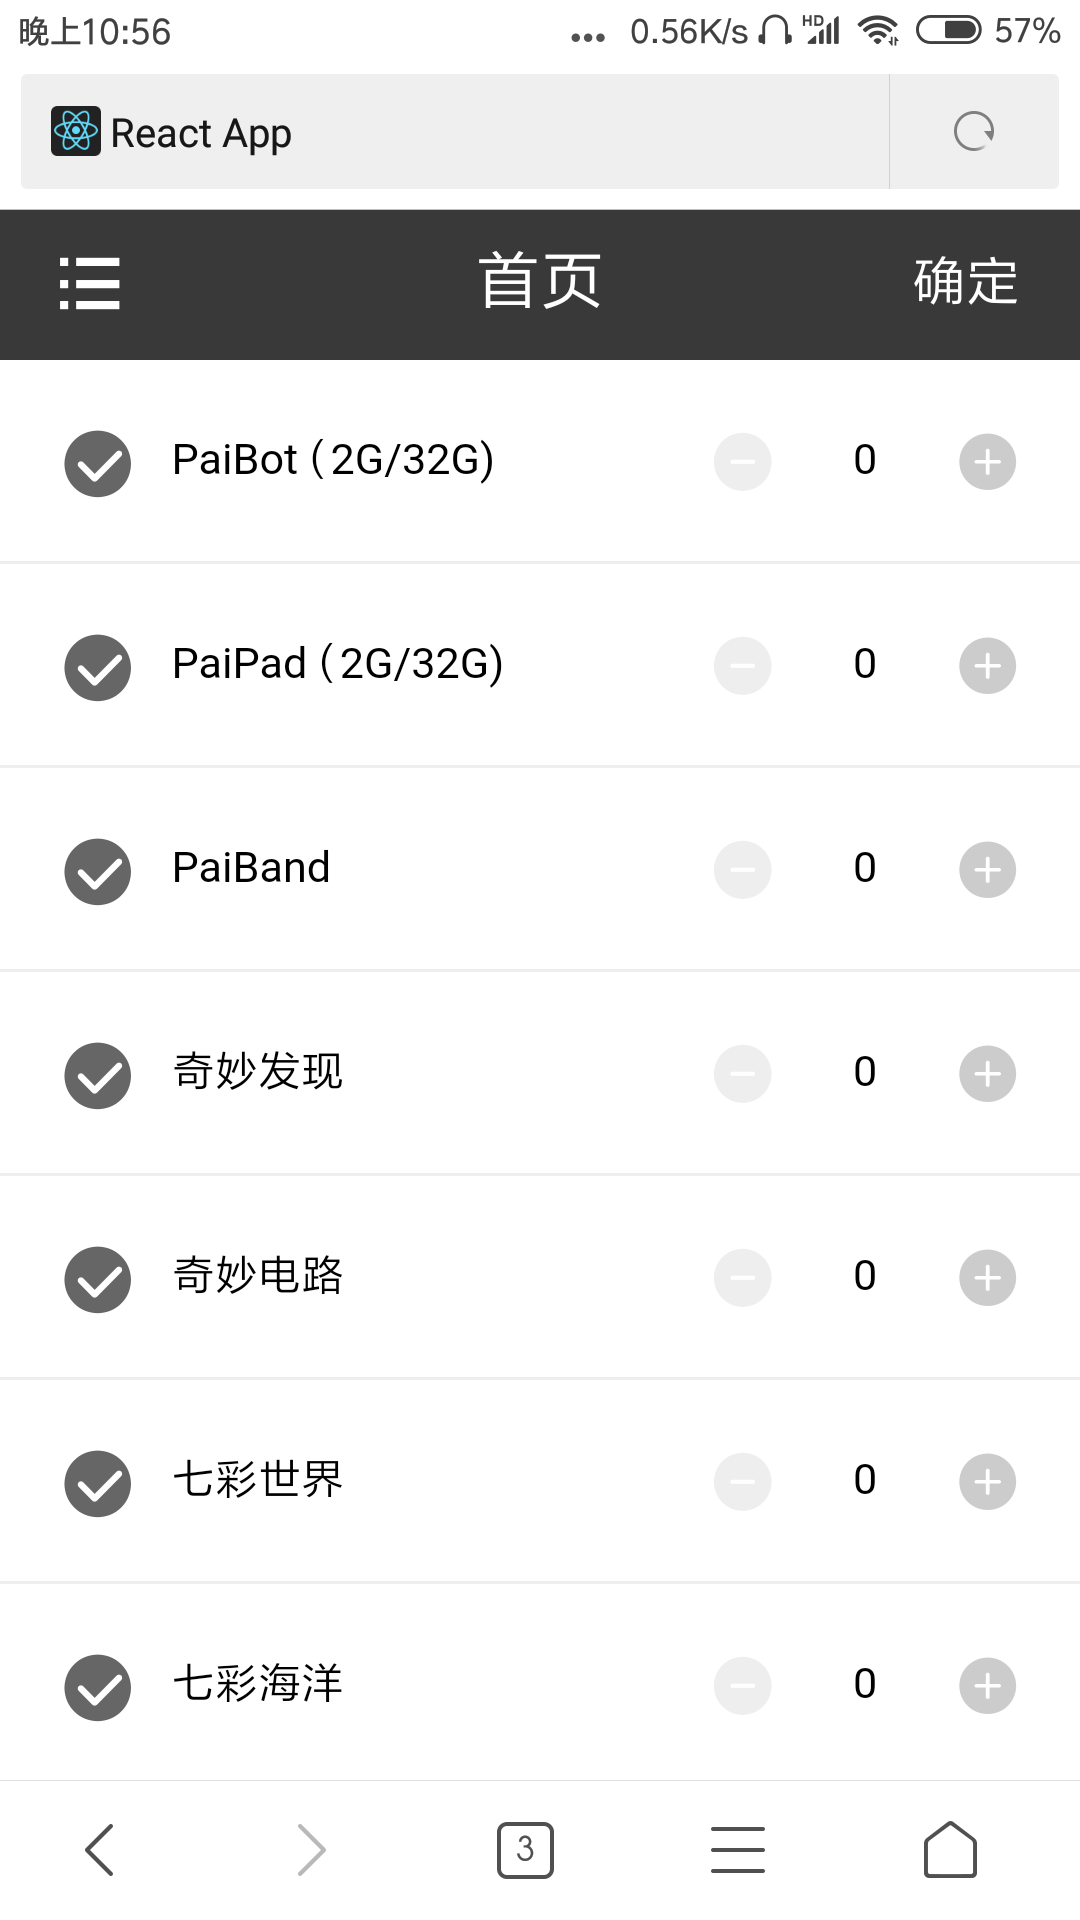 晚上10:56 ... 0.56K/s HD 57%
React App
首页 确定
PaiBot（2G/32G) 0
PaiPad（2G/32G) 0
PaiBand 0
奇妙发现 0
奇妙电路 0
七彩世界 0
七彩海洋 0
3